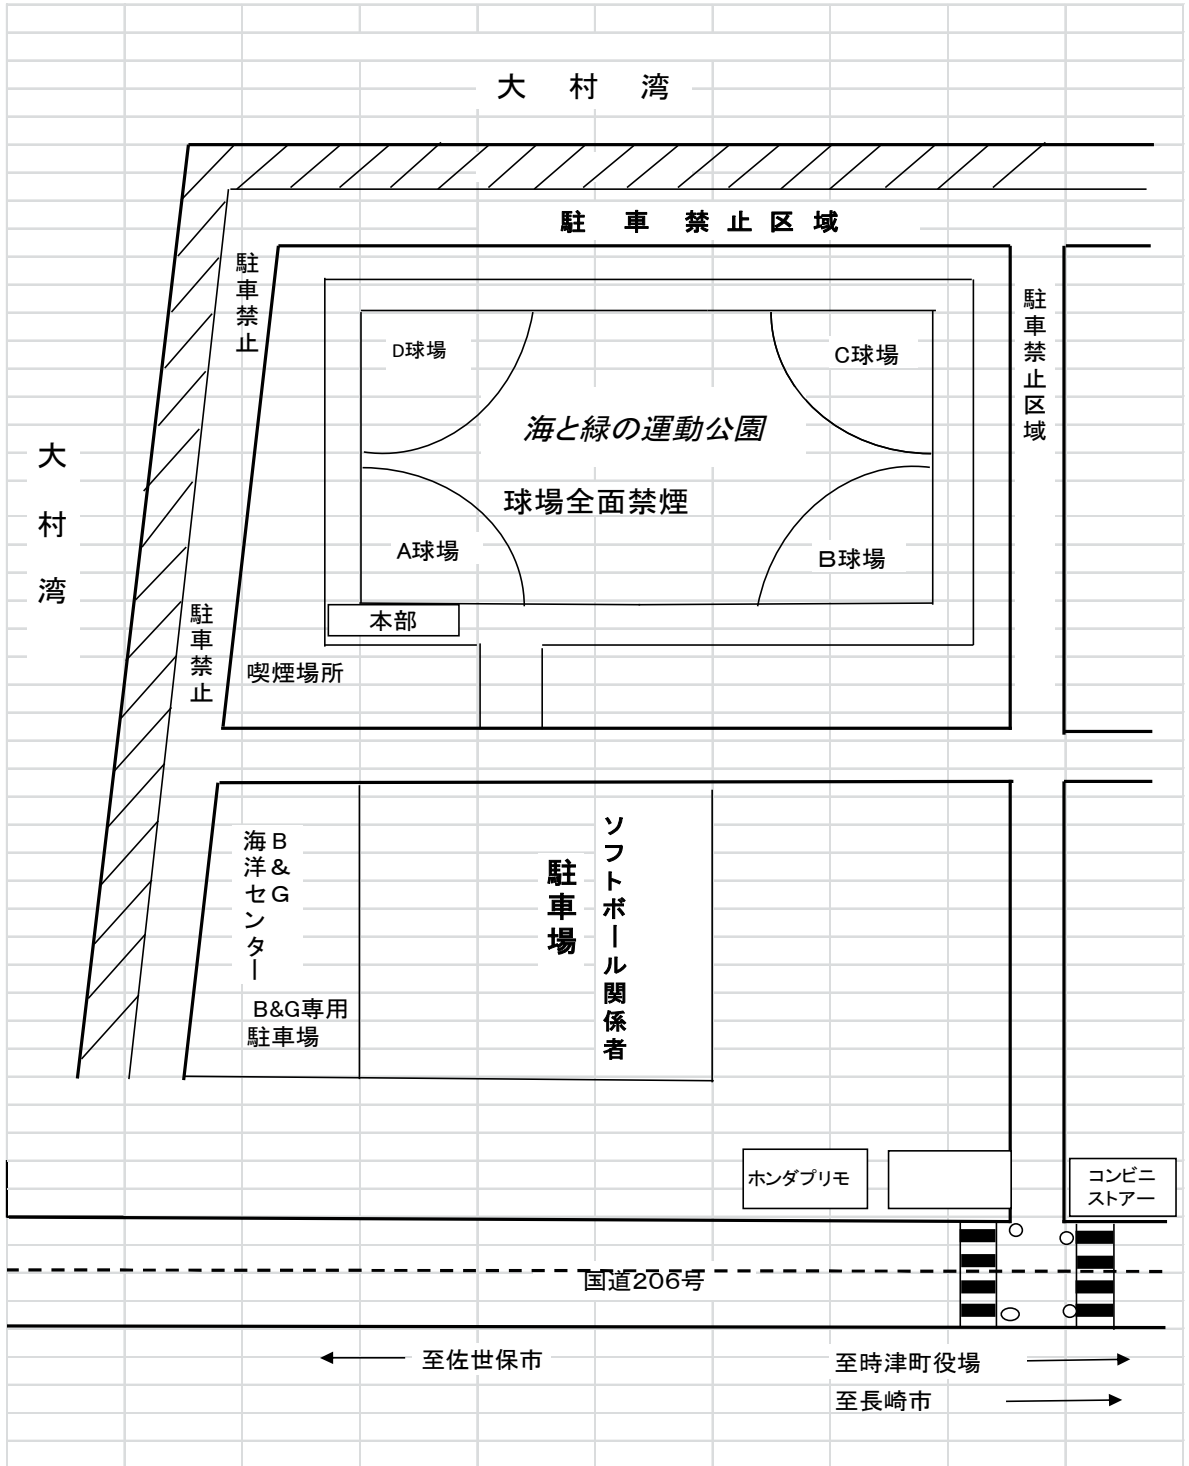 大 村 湾
駐 車 禁 止 区 域
駐車禁止
駐車禁止区域
D球場
C球場
海と緑の運動公園
大村湾
球場全面禁煙
A球場
B球場
駐車禁止
本部
喫煙場所
B&G
海洋センター
ソフトボール関係者
駐車場
B&G専用
駐車場
ホンダプリモ
コンビニ
ストアー
国道206号
至佐世保市
至時津町役場
至長崎市